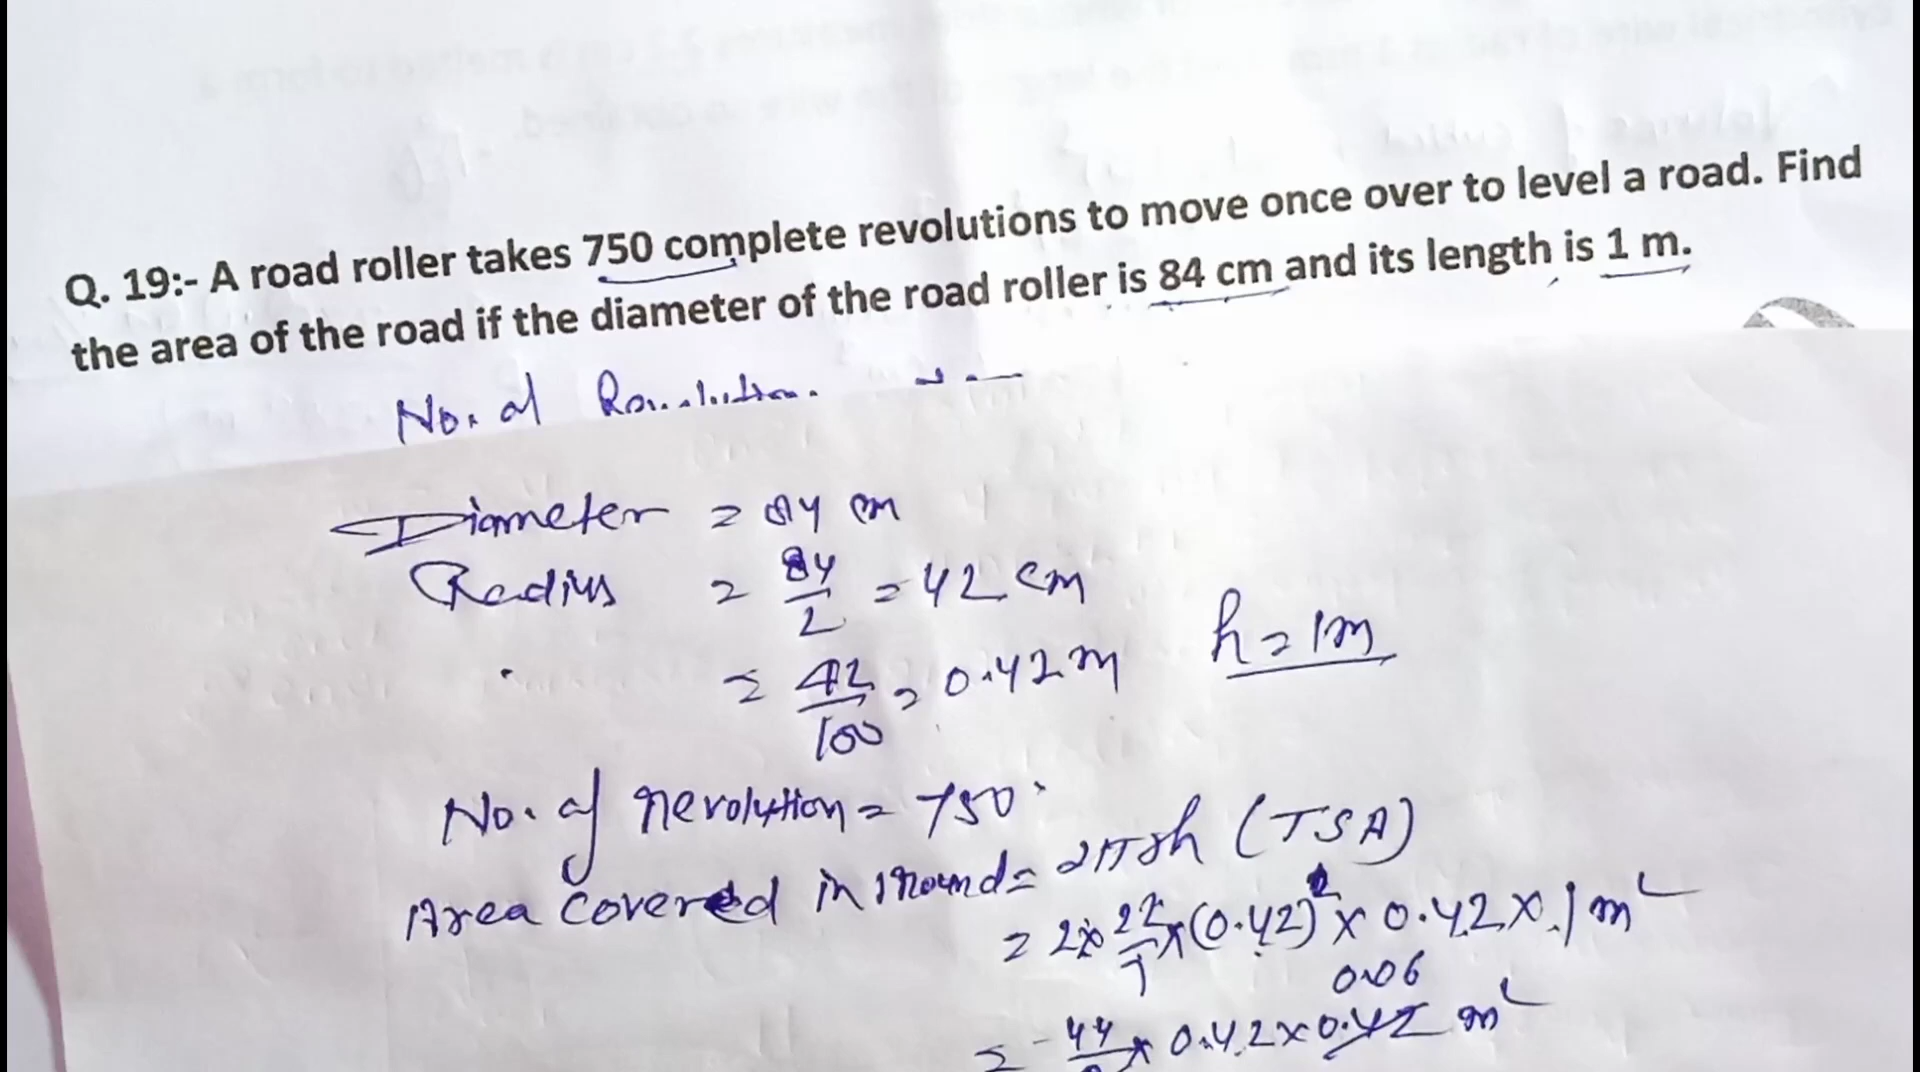 Q. 19:- A road roller takes 750 complete revolutions to move once over to level a road. Find
the area of the road if the diameter of the road roller is 84 cm and its length is 1 m.
No. of
Diameter = 84 cm
Radius = 84/2 = 42 cm
= 42/100 = 0.42 m h = 1m
No. of revolution = 750
Area covered in 1 round = 2πrh (TSA)
= 2 × 22/7 × (0.42)² × 0.42 × 1 m²
0.06
= 44 × 0.42 × 0.42 m²